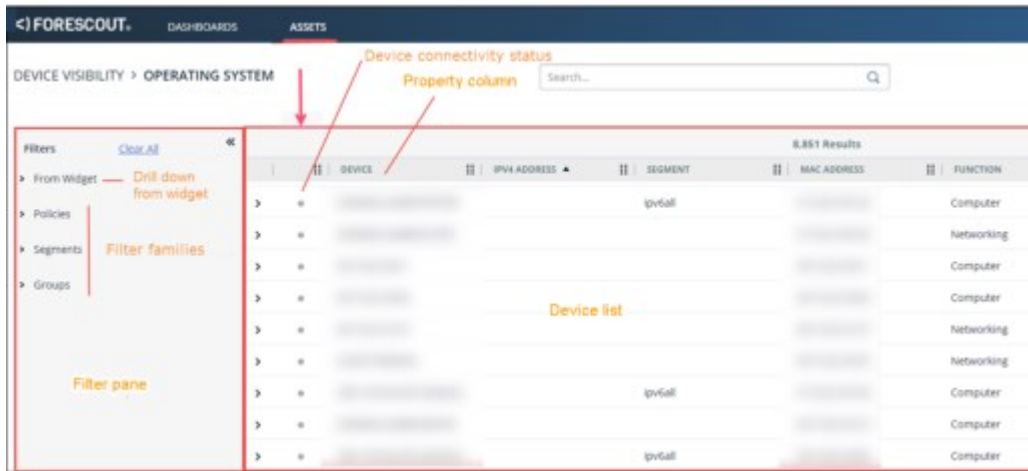 <) FORESCOUT. DASHBOARDS ASSETS
Device connectivity status
DEVICE VISIBILITY > OPERATING SYSTEM Property column Search...
8,851 Results
Filters Clear All «
DEVICE IPV4 ADDRESS ▲ SEGMENT MAC ADDRESS FUNCTION
From Widget Drill down
from widget
Policies
Segments Filter families
Groups
ipv6all Computer
Networking
Computer
Device list Computer
Networking
Networking
Filter pane
ipv6all Computer
Computer
ipv6all Computer